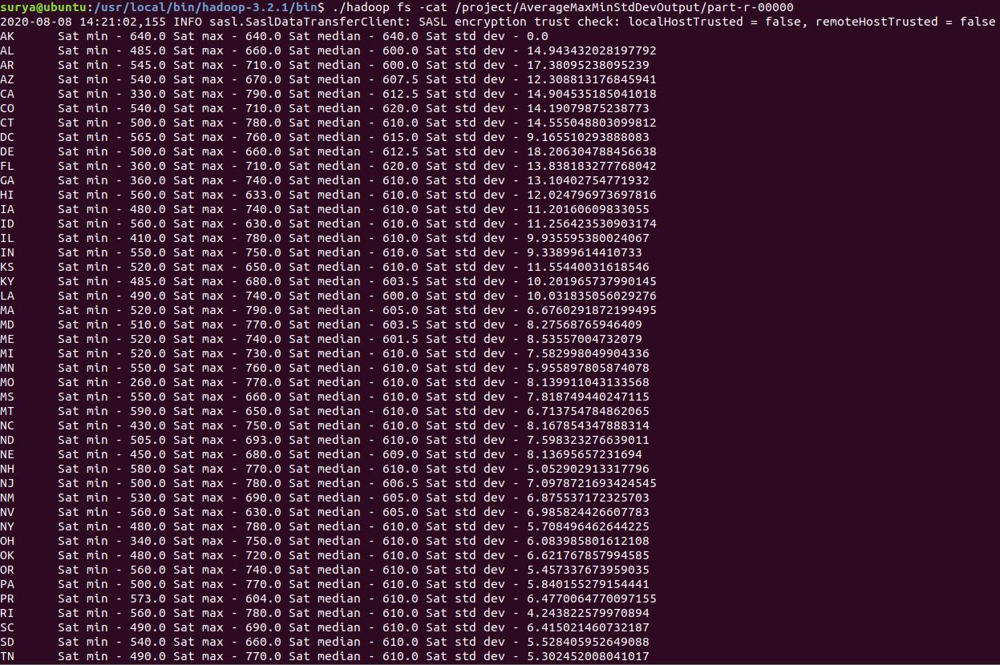 surya@ubuntu:/usr/local/bin/hadoop-3.2.1/bin$ ./hadoop fs -cat /project/AverageMaxMinStdDevOutput/part-r-00000
2020-08-08 14:21:02,155 INFO sasl.SaslDataTransferClient: SASL encryption trust check: localHostTrusted = false, remoteHostTrusted = false
AK Sat min - 640.0 Sat max - 640.0 Sat median - 640.0 Sat std dev - 0.0
AL Sat min - 485.0 Sat max - 660.0 Sat median - 600.0 Sat std dev - 14.943432028197792
AR Sat min - 545.0 Sat max - 710.0 Sat median - 600.0 Sat std dev - 17.38095238095239
AZ Sat min - 540.0 Sat max - 670.0 Sat median - 607.5 Sat std dev - 12.308813176845941
CA Sat min - 330.0 Sat max - 790.0 Sat median - 612.5 Sat std dev - 14.904535185041018
CO Sat min - 540.0 Sat max - 710.0 Sat median - 620.0 Sat std dev - 14.19079875238773
CT Sat min - 500.0 Sat max - 780.0 Sat median - 610.0 Sat std dev - 14.555048803099812
DC Sat min - 565.0 Sat max - 760.0 Sat median - 615.0 Sat std dev - 9.165510293888083
DE Sat min - 500.0 Sat max - 660.0 Sat median - 612.5 Sat std dev - 18.206304788456638
FL Sat min - 360.0 Sat max - 710.0 Sat median - 620.0 Sat std dev - 13.838183277768042
GA Sat min - 360.0 Sat max - 740.0 Sat median - 610.0 Sat std dev - 13.10402754771932
HI Sat min - 560.0 Sat max - 633.0 Sat median - 610.0 Sat std dev - 12.024796973697816
IA Sat min - 480.0 Sat max - 740.0 Sat median - 610.0 Sat std dev - 11.20160609833055
ID Sat min - 560.0 Sat max - 630.0 Sat median - 610.0 Sat std dev - 11.256423530903174
IL Sat min - 410.0 Sat max - 780.0 Sat median - 610.0 Sat std dev - 9.935595380024067
IN Sat min - 550.0 Sat max - 750.0 Sat median - 610.0 Sat std dev - 9.33899614410733
KS Sat min - 520.0 Sat max - 650.0 Sat median - 610.0 Sat std dev - 11.55440031618546
KY Sat min - 485.0 Sat max - 680.0 Sat median - 603.5 Sat std dev - 10.201965737990145
LA Sat min - 490.0 Sat max - 740.0 Sat median - 600.0 Sat std dev - 10.031835056029276
MA Sat min - 520.0 Sat max - 790.0 Sat median - 605.0 Sat std dev - 6.6760291872199495
MD Sat min - 510.0 Sat max - 770.0 Sat median - 603.5 Sat std dev - 8.27568765946409
ME Sat min - 520.0 Sat max - 740.0 Sat median - 601.5 Sat std dev - 8.53557004732079
MI Sat min - 520.0 Sat max - 730.0 Sat median - 610.0 Sat std dev - 7.582998049904336
MN Sat min - 550.0 Sat max - 760.0 Sat median - 610.0 Sat std dev - 5.955897805874078
MO Sat min - 260.0 Sat max - 770.0 Sat median - 610.0 Sat std dev - 8.139911043133568
MS Sat min - 550.0 Sat max - 660.0 Sat median - 610.0 Sat std dev - 7.818749440247115
MT Sat min - 590.0 Sat max - 650.0 Sat median - 610.0 Sat std dev - 6.713754784862065
NC Sat min - 430.0 Sat max - 750.0 Sat median - 610.0 Sat std dev - 8.167854347888314
ND Sat min - 505.0 Sat max - 693.0 Sat median - 610.0 Sat std dev - 7.598323276639011
NE Sat min - 450.0 Sat max - 680.0 Sat median - 609.0 Sat std dev - 8.13695657231694
NH Sat min - 580.0 Sat max - 770.0 Sat median - 610.0 Sat std dev - 5.052902913317796
NJ Sat min - 500.0 Sat max - 780.0 Sat median - 606.5 Sat std dev - 7.0978721693424545
NM Sat min - 530.0 Sat max - 690.0 Sat median - 605.0 Sat std dev - 6.875537172325703
NV Sat min - 560.0 Sat max - 630.0 Sat median - 605.0 Sat std dev - 6.985824426607783
NY Sat min - 480.0 Sat max - 780.0 Sat median - 610.0 Sat std dev - 5.708496462644225
OH Sat min - 340.0 Sat max - 750.0 Sat median - 610.0 Sat std dev - 6.083985801612108
OK Sat min - 480.0 Sat max - 720.0 Sat median - 610.0 Sat std dev - 6.621767857994585
OR Sat min - 560.0 Sat max - 740.0 Sat median - 610.0 Sat std dev - 5.457337673959035
PA Sat min - 500.0 Sat max - 770.0 Sat median - 610.0 Sat std dev - 5.840155279154441
PR Sat min - 573.0 Sat max - 604.0 Sat median - 610.0 Sat std dev - 6.4770064770097155
RI Sat min - 560.0 Sat max - 780.0 Sat median - 610.0 Sat std dev - 4.243822579970894
SC Sat min - 490.0 Sat max - 690.0 Sat median - 610.0 Sat std dev - 6.415021460732187
SD Sat min - 540.0 Sat max - 660.0 Sat median - 610.0 Sat std dev - 5.528405952649088
TN Sat min - 490.0 Sat max - 770.0 Sat median - 610.0 Sat std dev - 5.302452008041017